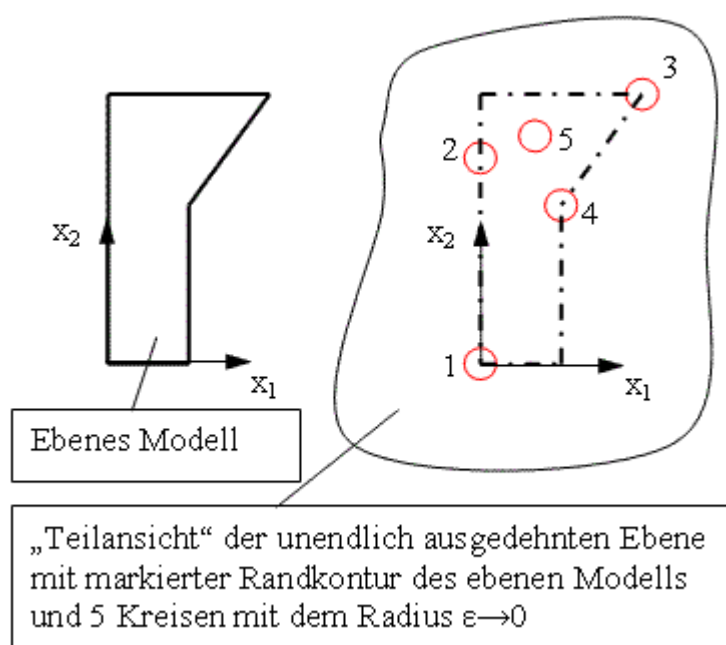 3
2
5
4
x₂
x₂
1
x₁
x₁
Ebenes Modell
„Teilansicht“ der unendlich ausgedehnten Ebene
mit markierter Randkontur des ebenen Modells
und 5 Kreisen mit dem Radius ε→0